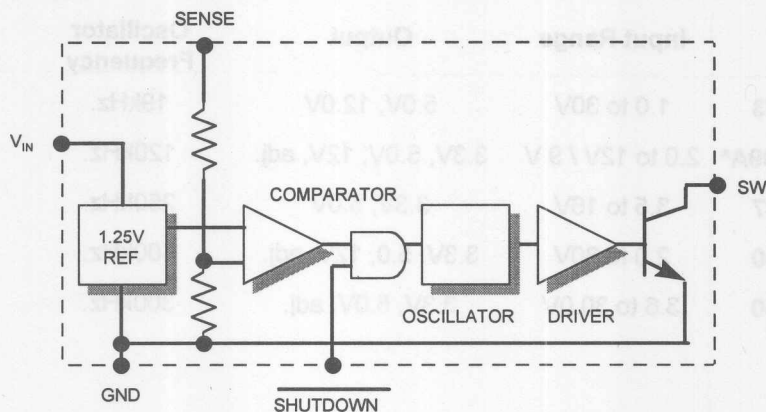 SENSE
V_IN
COMPARATOR
SW
1.25V
REF
OSCILLATOR
DRIVER
GND
SHUTDOWN